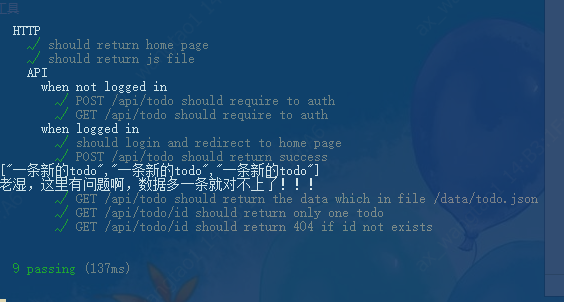 HTTP
√ should return home page
√ should return js file
API
when not logged in
√ POST /api/todo should require to auth
√ GET /api/todo should require to auth
when logged in
√ should login and redirect to home page
√ POST /api/todo should return success
["一条新的todo","一条新的todo","一条新的todo"]
老湿，这里有问题啊，数据多一条就对不上了！！！
√ GET /api/todo should return the data which in file /data/todo.json
√ GET /api/todo/id should return only one todo
√ GET /api/todo/id should return 404 if id not exists
9 passing (137ms)